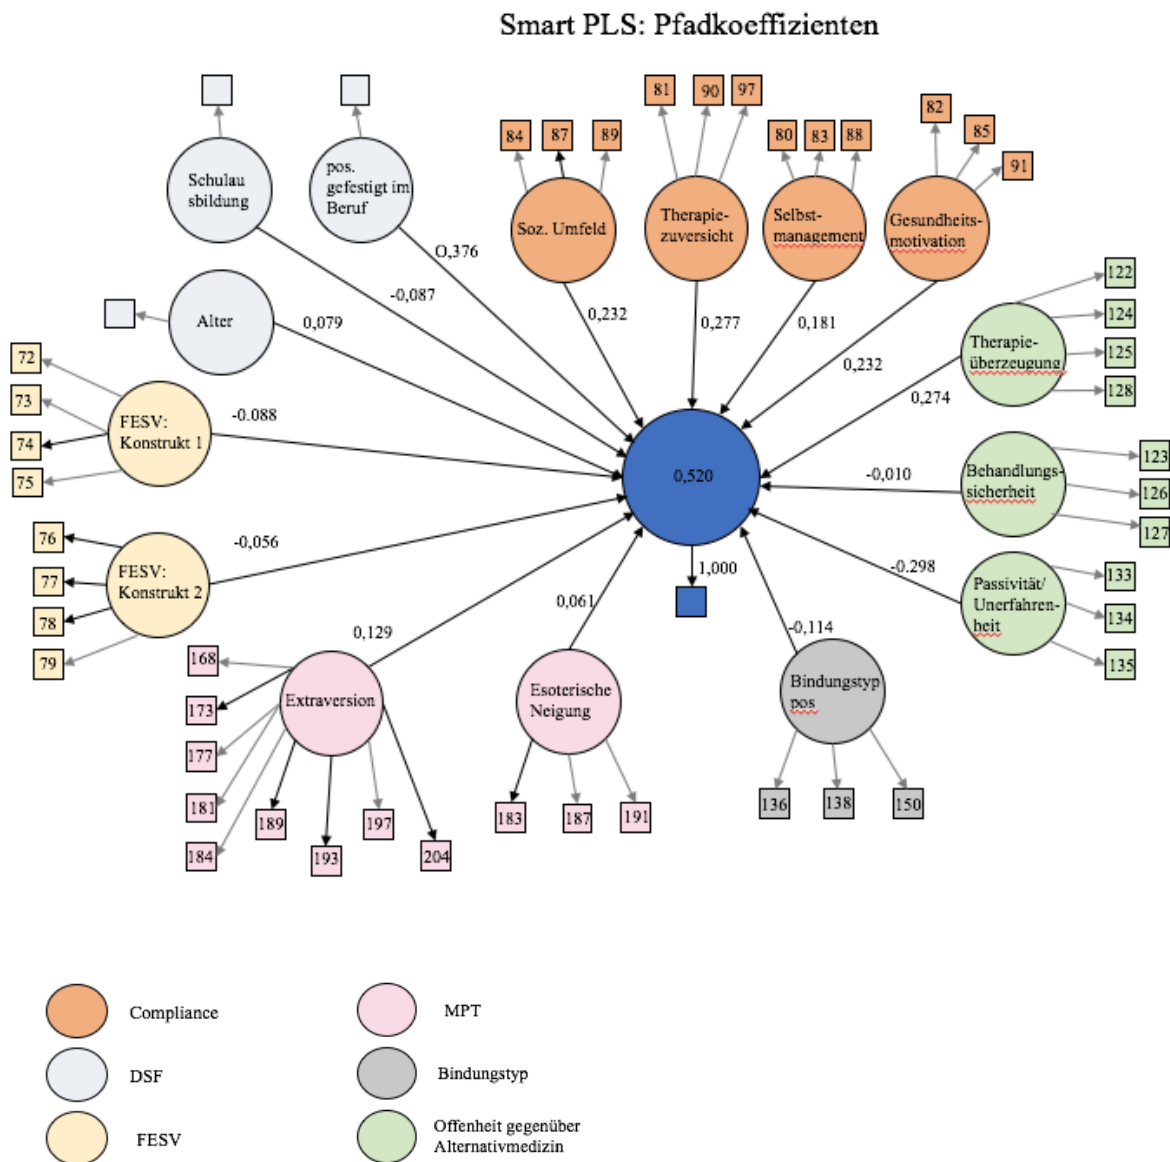 Smart PLS: Pfadkoeffizienten
81
90
97
84
87
89
80
83
88
82
85
91
Schulau
sbildung
pos.
gefestigt im
Beruf
Soz. Umfeld
Therapie-
zuversicht
Selbst-
management
Gesundheits-
motivation
O,376
-0,087
0,079
0,232
0,277
0,181
0,232
0,274
Alter
122
124
125
128
Therapie-
überzeugung
72
73
74
75
FESV:
Konstrukt 1
-0.088
0,520
-0,010
Behandlungs-
sicherheit
123
126
127
76
77
78
79
FESV:
Konstrukt 2
-0,056
1,000
-0.298
Passivität/
Unerfahren-
heit
133
134
135
0,129
0,061
-0,114
168
173
177
181
184
Extraversion
189
193
197
204
Esoterische
Neigung
183
187
191
Bindungstyp
pos
136
138
150
Compliance
MPT
DSF
Bindungstyp
FESV
Offenheit gegenüber
Alternativmedizin